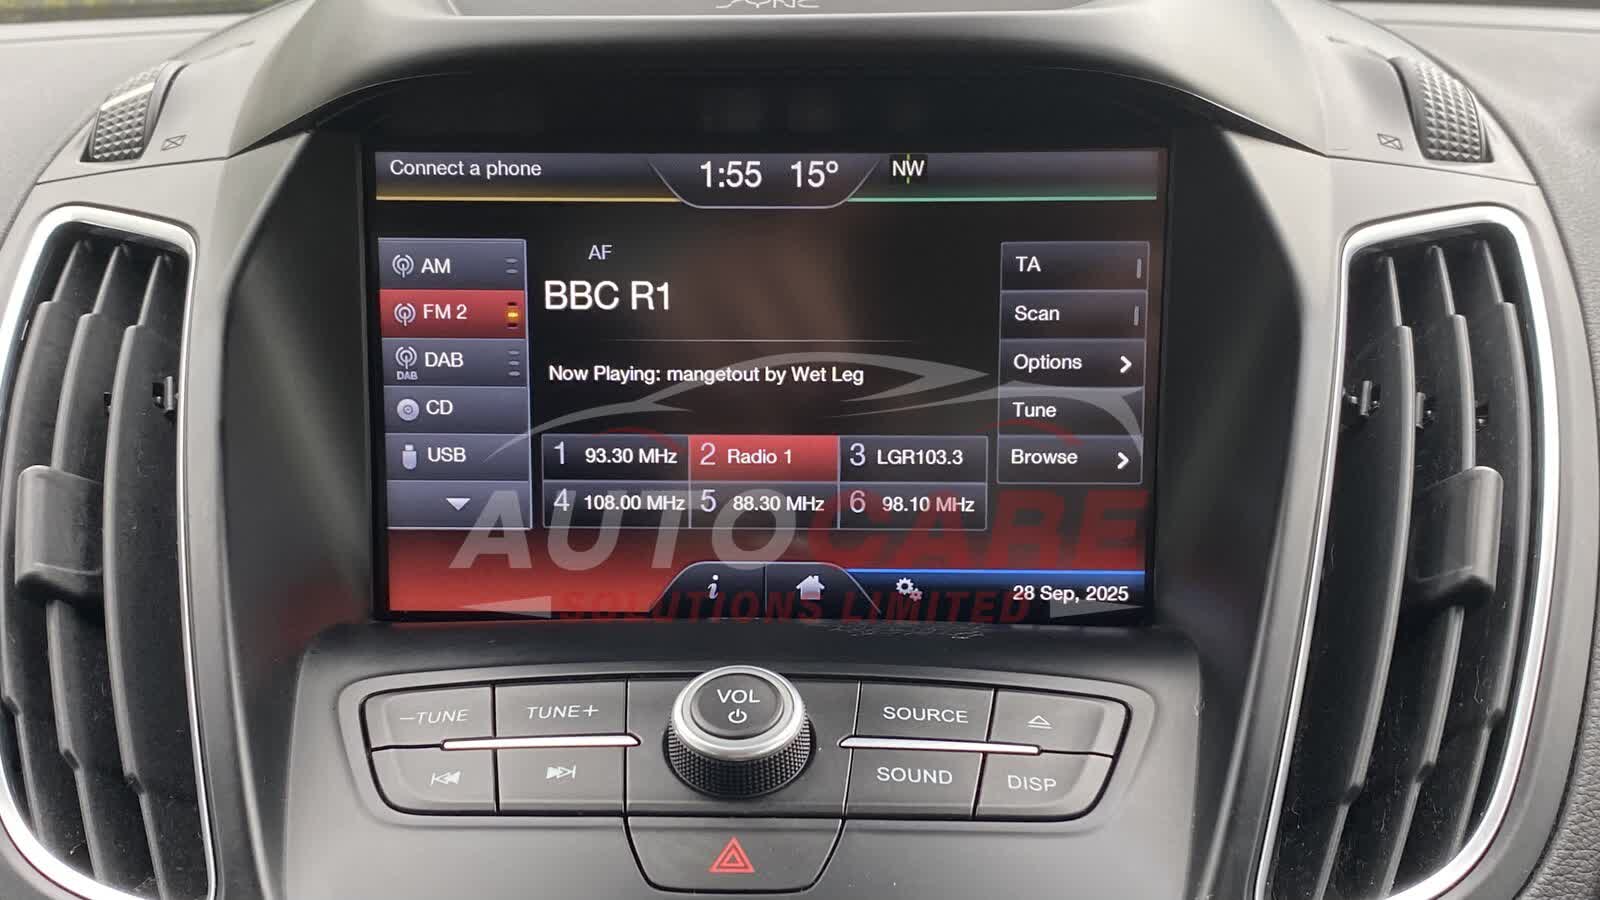 SYNC
Connect a phone
1:55 15°
NW
AF
BBC R1
Now Playing: mangetout by Wet Leg
AM
FM 2
DAB
DAB
CD
USB
TA
Scan
Options
Tune
Browse
1 93.30 MHz
2 Radio 1
3 LGR103.3
4 108.00 MHz
5 88.30 MHz
6 98.10 MHz
AUTOCARE
SOLUTIONS LIMITED
i
28 Sep, 2025
–TUNE
TUNE+
VOL
SOURCE
SOUND
DISP